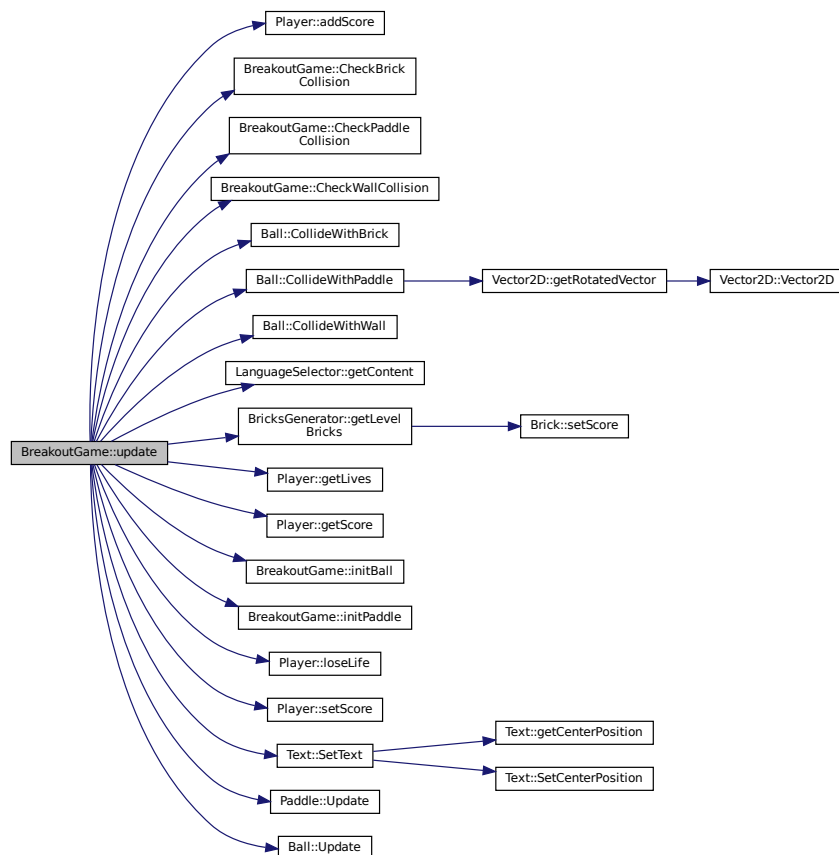 Player::addScore
BreakoutGame::CheckBrick
Collision
BreakoutGame::CheckPaddle
Collision
BreakoutGame::CheckWallCollision
Ball::CollideWithBrick
Ball::CollideWithPaddle
Vector2D::getRotatedVector
Vector2D::Vector2D
Ball::CollideWithWall
LanguageSelector::getContent
BricksGenerator::getLevel
Bricks
Brick::setScore
BreakoutGame::update
Player::getLives
Player::getScore
BreakoutGame::initBall
BreakoutGame::initPaddle
Player::loseLife
Player::setScore
Text::getCenterPosition
Text::SetText
Text::SetCenterPosition
Paddle::Update
Ball::Update